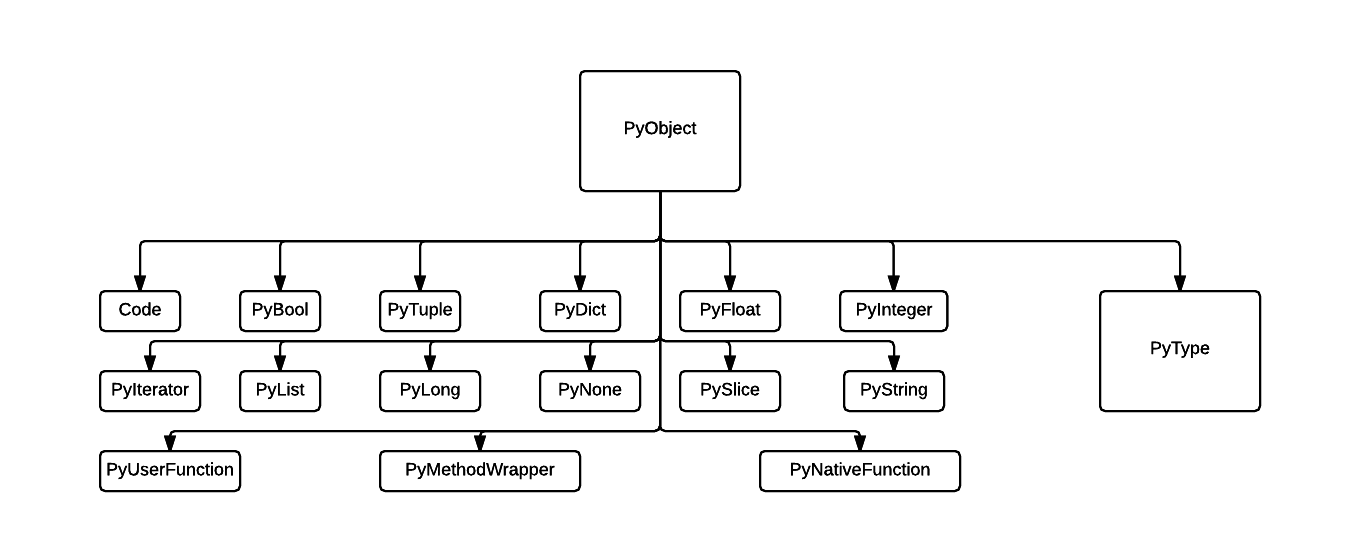 PyObject
Code
PyBool
PyTuple
PyDict
PyFloat
PyInteger
PyType
PyIterator
PyList
PyLong
PyNone
PySlice
PyString
PyUserFunction
PyMethodWrapper
PyNativeFunction